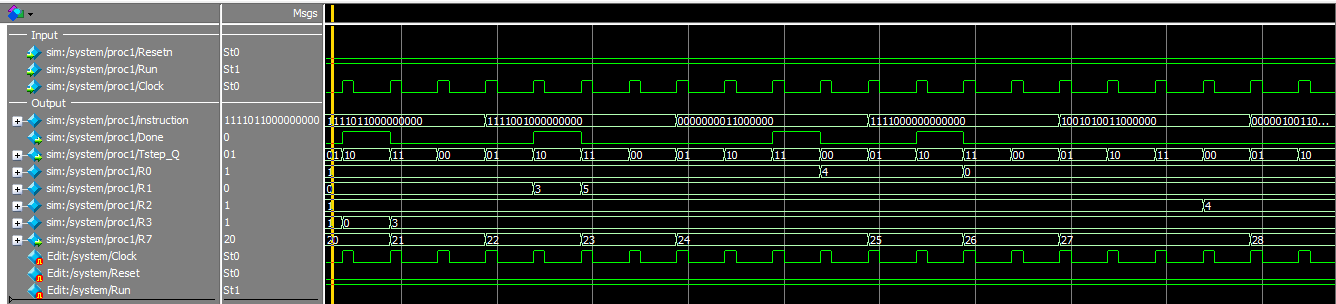 Msgs
Input
sim:/system/proc1/Resetn St0
sim:/system/proc1/Run St1
sim:/system/proc1/Clock St0
Output
sim:/system/proc1/instruction 1111011000000000 1111011000000000 1111001000000000 0000000011000000 1111000000000000 1001010011000000 000000100110...
sim:/system/proc1/Done 0
sim:/system/proc1/Tstep_Q 01 01 10 11 00 01 10 11 00 01 10 11 00 01 10 11 00 01 10 11 00 01 10
sim:/system/proc1/R0 1 1 4 0
sim:/system/proc1/R1 0 0 3 5
sim:/system/proc1/R2 1 1 4
sim:/system/proc1/R3 1 1 0 3
sim:/system/proc1/R7 20 20 21 22 23 24 25 26 27 28
Edit:/system/Clock St0
Edit:/system/Reset St0
Edit:/system/Run St1